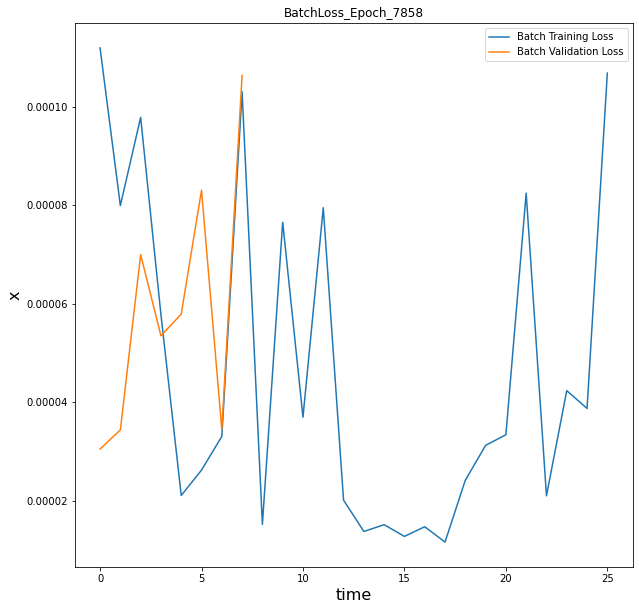 BatchLoss_Epoch_7858
Batch Training Loss
Batch Validation Loss
0.00010
0.00008
0.00006
0.00004
0.00002
x
0 5 10 15 20 25
time